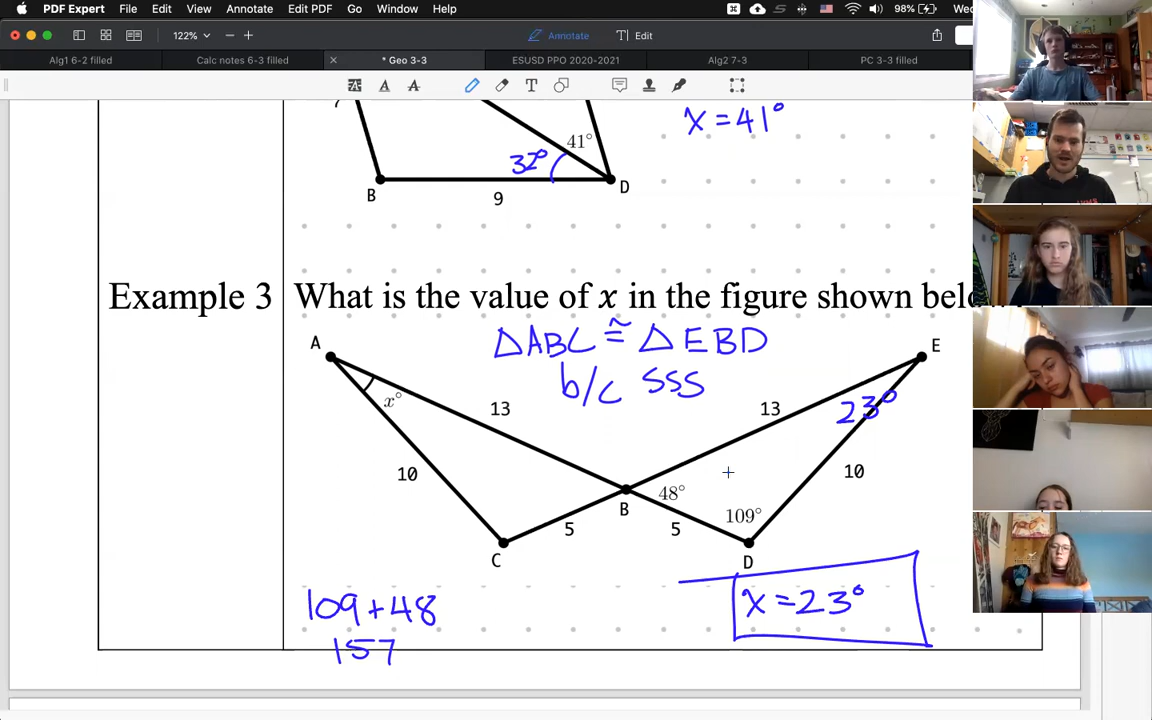 PDF Expert File Edit View Annotate Edit PDF Go Window Help 98% Wed
122% Annotate Edit
Alg1 6-2 filled Calc notes 6-3 filled * Geo 3-3 ESUSD PPO 2020-2021 Alg2 7-3 PC 3-3 filled
x = 41°
41°
32°
B D
9
Example 3 What is the value of x in the figure shown bel
△ABC ≅ △EBD
A E
b/c SSS
x° 13 13 23°
10 10
48°
B 109°
5 5
C D
109+48 x = 23°
157